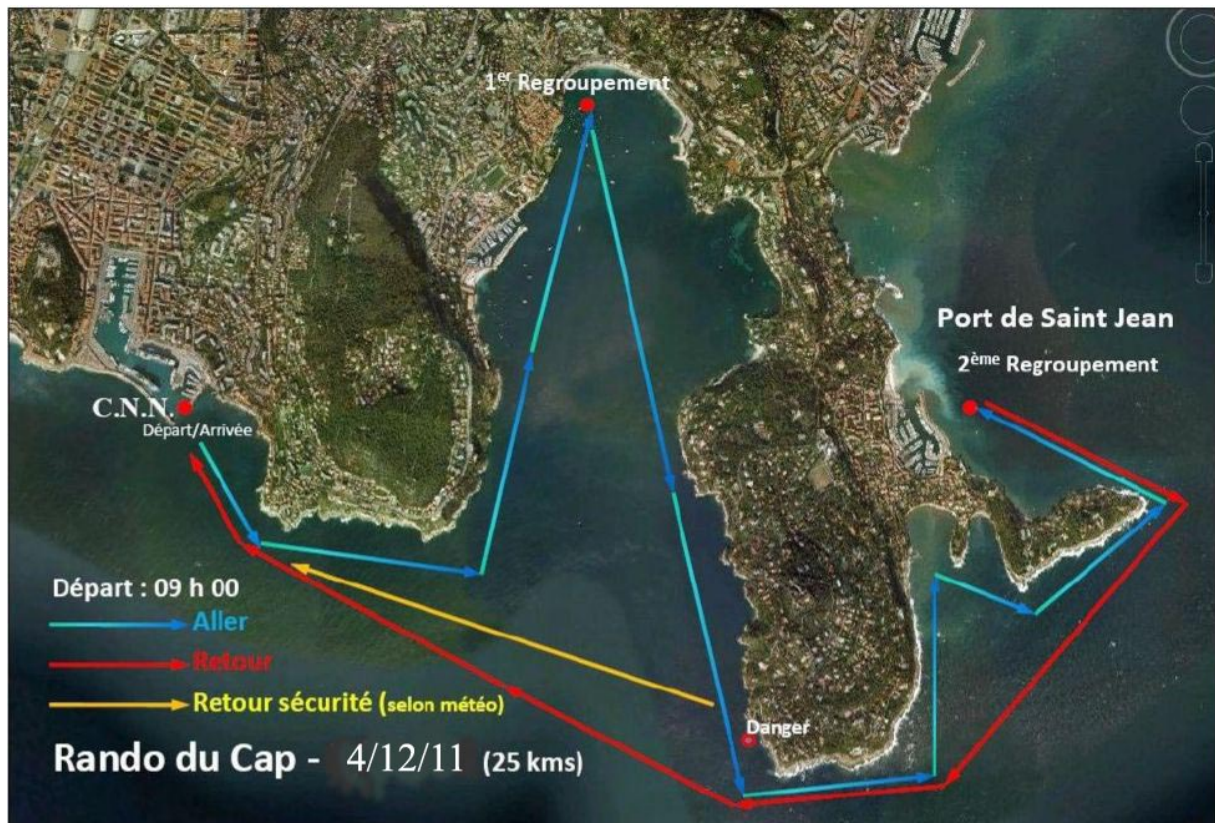 1er Regroupement
Port de Saint Jean
2ème Regroupement
C.N.N.
Départ/Arrivée
Départ : 09 h 00
Aller
Retour
Retour sécurité (selon météo)
Danger
Rando du Cap - 4/12/11 (25 kms)